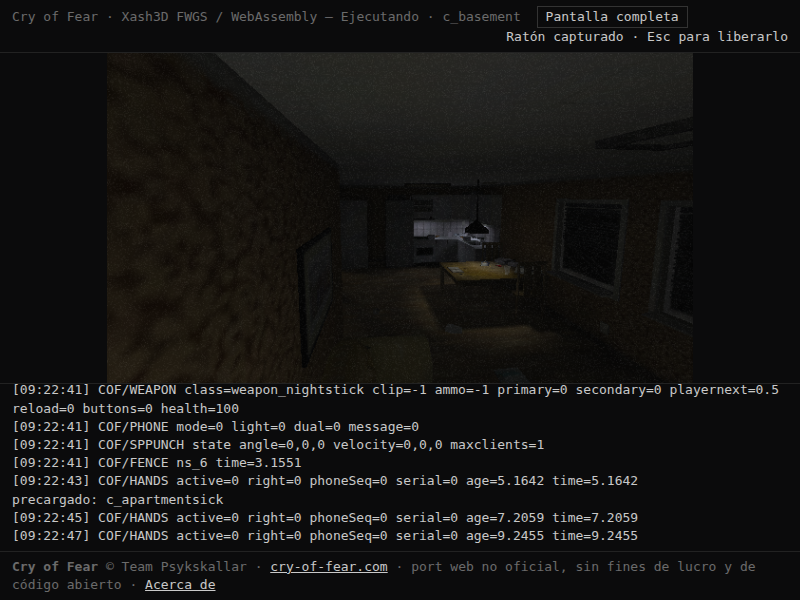 Cry of Fear · Xash3D FWGS / WebAssembly — Ejecutando · c_basement Pantalla completa
Ratón capturado · Esc para liberarlo
[09:22:41] COF/WEAPON class=weapon_nightstick clip=-1 ammo=-1 primary=0 secondary=0 playernext=0.5
reload=0 buttons=0 health=100
[09:22:41] COF/PHONE mode=0 light=0 dual=0 message=0
[09:22:41] COF/SPPUNCH state angle=0,0,0 velocity=0,0,0 maxclients=1
[09:22:41] COF/FENCE ns_6 time=3.1551
[09:22:43] COF/HANDS active=0 right=0 phoneSeq=0 serial=0 age=5.1642 time=5.1642
precargado: c_apartmentsick
[09:22:45] COF/HANDS active=0 right=0 phoneSeq=0 serial=0 age=7.2059 time=7.2059
[09:22:47] COF/HANDS active=0 right=0 phoneSeq=0 serial=0 age=9.2455 time=9.2455
Cry of Fear © Team Psykskallar · cry-of-fear.com · port web no oficial, sin fines de lucro y de
código abierto · Acerca de